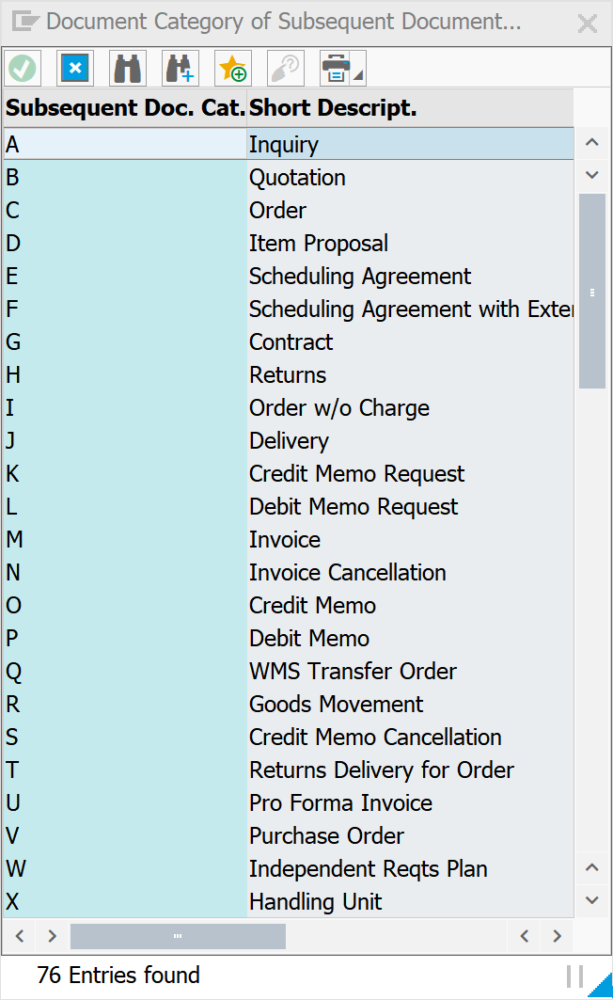 Document Category of Subsequent Document...
Subsequent Doc. Cat. Short Descript.
A Inquiry
B Quotation
C Order
D Item Proposal
E Scheduling Agreement
F Scheduling Agreement with Exter
G Contract
H Returns
I Order w/o Charge
J Delivery
K Credit Memo Request
L Debit Memo Request
M Invoice
N Invoice Cancellation
O Credit Memo
P Debit Memo
Q WMS Transfer Order
R Goods Movement
S Credit Memo Cancellation
T Returns Delivery for Order
U Pro Forma Invoice
V Purchase Order
W Independent Reqts Plan
X Handling Unit
76 Entries found